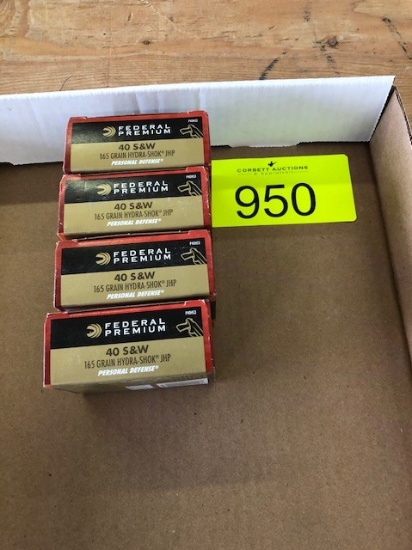 FEDERAL
PREMIUM
40 S&W
165 GRAIN HYDRA-SHOK® JHP
PERSONAL DEFENSE®
FEDERAL
PREMIUM
40 S&W
165 GRAIN HYDRA-SHOK® JHP
PERSONAL DEFENSE®
CORBETT AUCTIONS
950
FEDERAL
PREMIUM
40 S&W
165 GRAIN HYDRA-SHOK® JHP
PERSONAL DEFENSE®
FEDERAL
PREMIUM
40 S&W
165 GRAIN HYDRA-SHOK® JHP
PERSONAL DEFENSE®